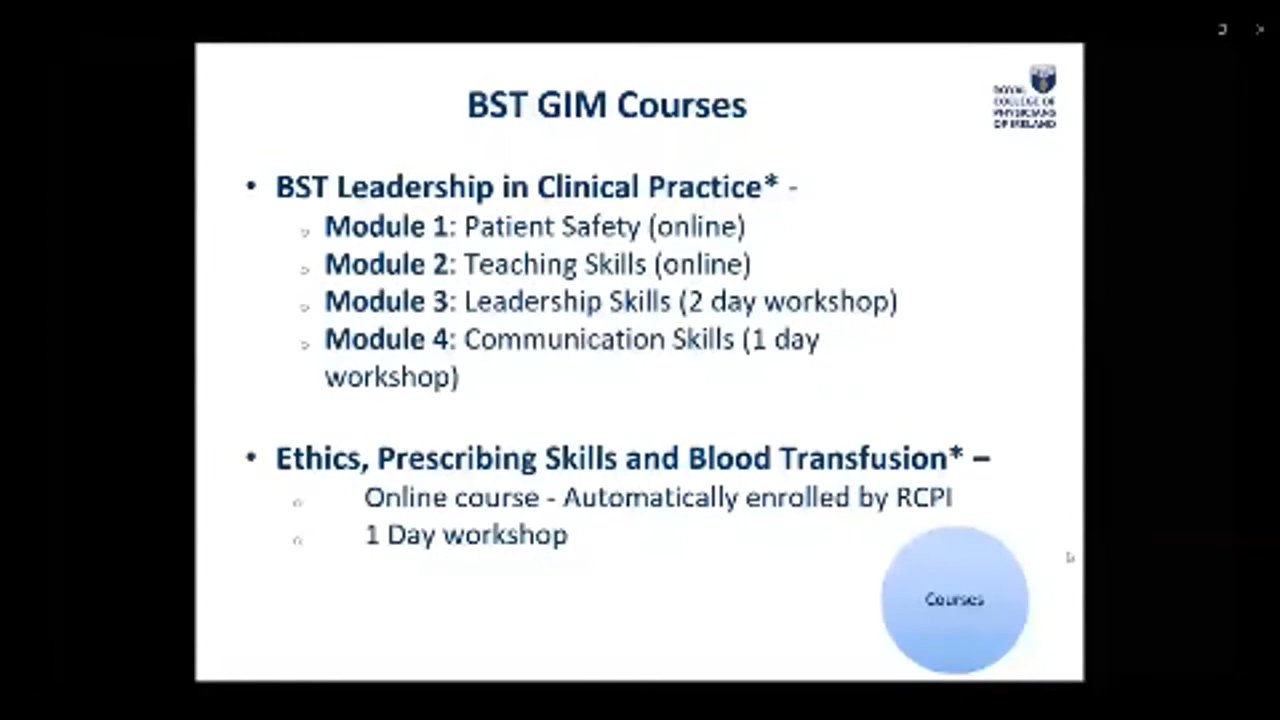 BST GIM Courses
ROYAL
COLLEGE OF
PHYSICIANS
OF IRELAND
• BST Leadership in Clinical Practice* -
Module 1: Patient Safety (online)
Module 2: Teaching Skills (online)
Module 3: Leadership Skills (2 day workshop)
Module 4: Communication Skills (1 day
workshop)
• Ethics, Prescribing Skills and Blood Transfusion* –
Online course - Automatically enrolled by RCPI
1 Day workshop
Courses